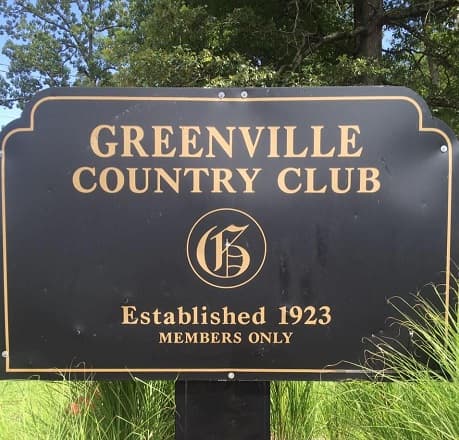 GREENVILLE
COUNTRY CLUB
G
Established 1923
MEMBERS ONLY